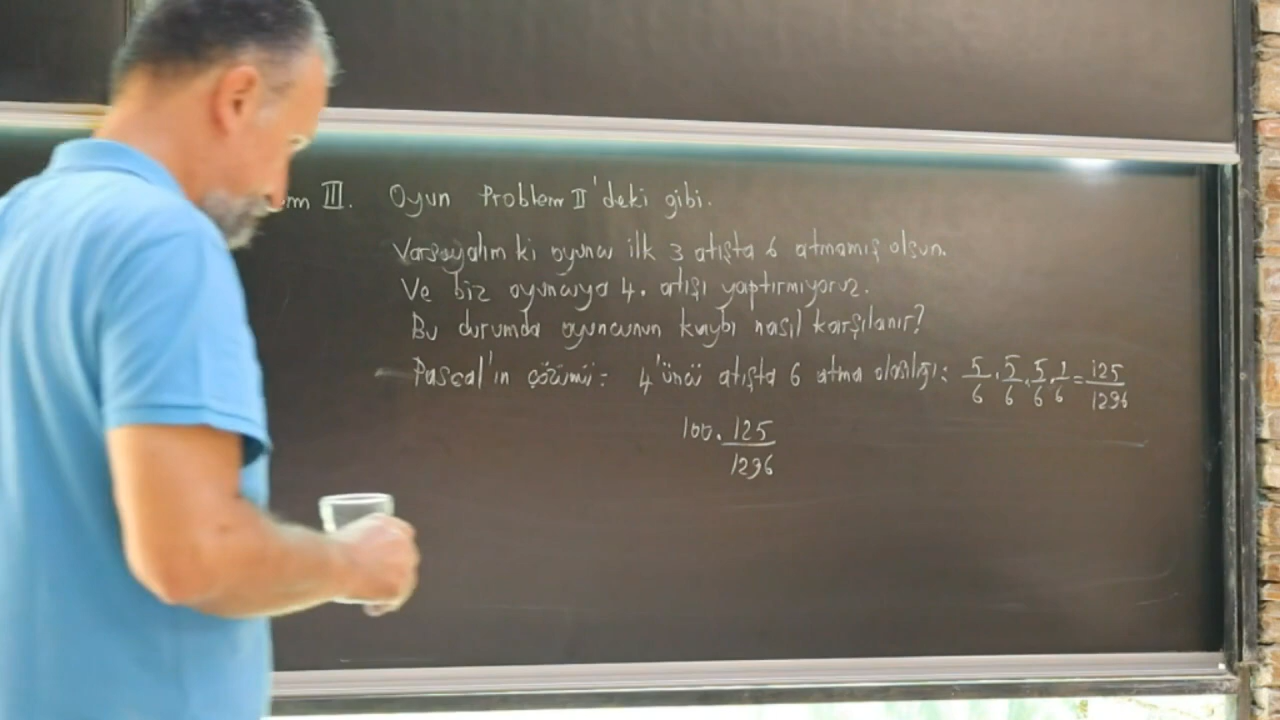 m III. Oyun Problem II'deki gibi.
Varsayalım ki oyuncu ilk 3 atışta 6 atmamış olsun.
Ve biz oyuncuya 4. atışı yaptırmıyoruz.
Bu durumda oyuncunun kaybı nasıl karşılanır?
Pascal'ın çözümü: 4'üncü atışta 6 atma olasılığı: 5/6 . 5/6 . 5/6 . 1/6 = 125/1296
100 . 125/1296